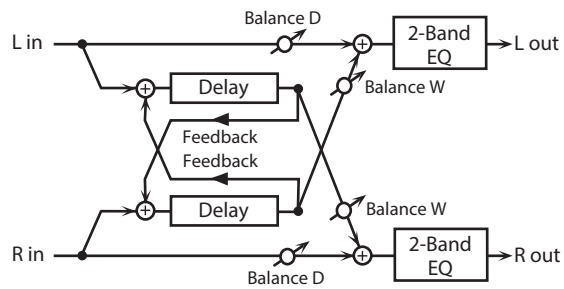 Balance D
L in
2-Band
EQ
L out
Delay
Balance W
Feedback
Feedback
Delay
Balance W
R in
2-Band
EQ
R out
Balance D